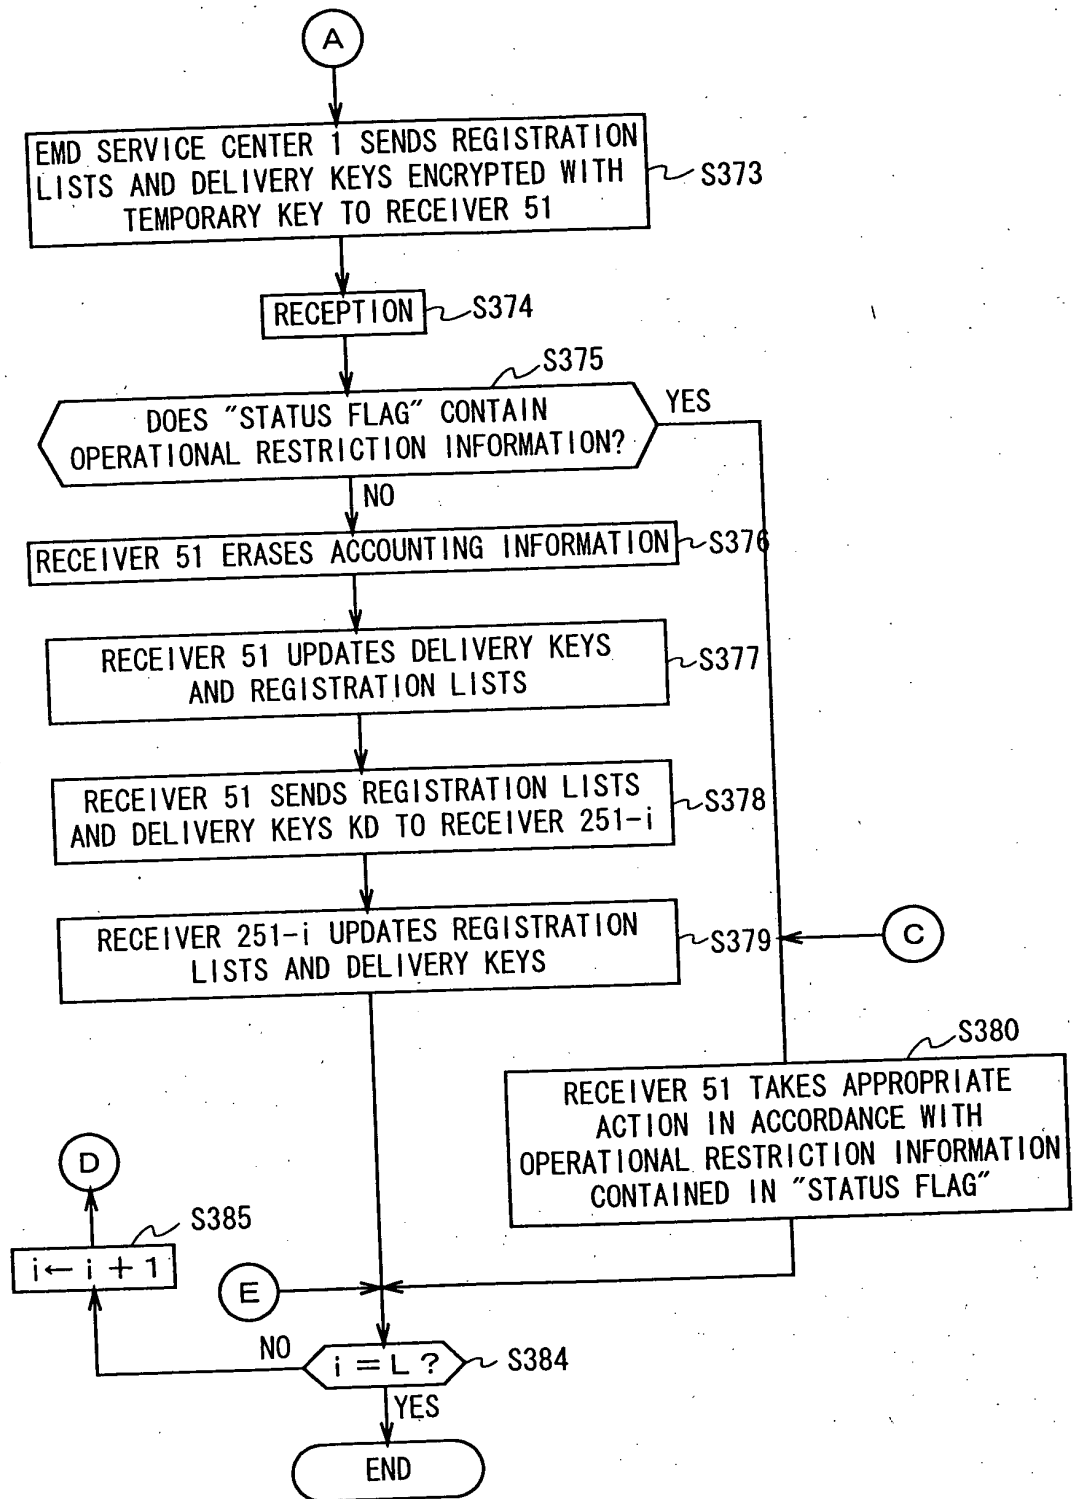 A
EMD SERVICE CENTER 1 SENDS REGISTRATION
LISTS AND DELIVERY KEYS ENCRYPTED WITH
TEMPORARY KEY TO RECEIVER 51
S373
RECEPTION
S374
S375
DOES "STATUS FLAG" CONTAIN
OPERATIONAL RESTRICTION INFORMATION?
YES
NO
RECEIVER 51 ERASES ACCOUNTING INFORMATION
S376
RECEIVER 51 UPDATES DELIVERY KEYS
AND REGISTRATION LISTS
S377
RECEIVER 51 SENDS REGISTRATION LISTS
AND DELIVERY KEYS KD TO RECEIVER 251-i
S378
RECEIVER 251-i UPDATES REGISTRATION
LISTS AND DELIVERY KEYS
S379
C
S380
RECEIVER 51 TAKES APPROPRIATE
ACTION IN ACCORDANCE WITH
OPERATIONAL RESTRICTION INFORMATION
CONTAINED IN "STATUS FLAG"
D
S385
i←i+1
E
NO
i=L?
S384
YES
END